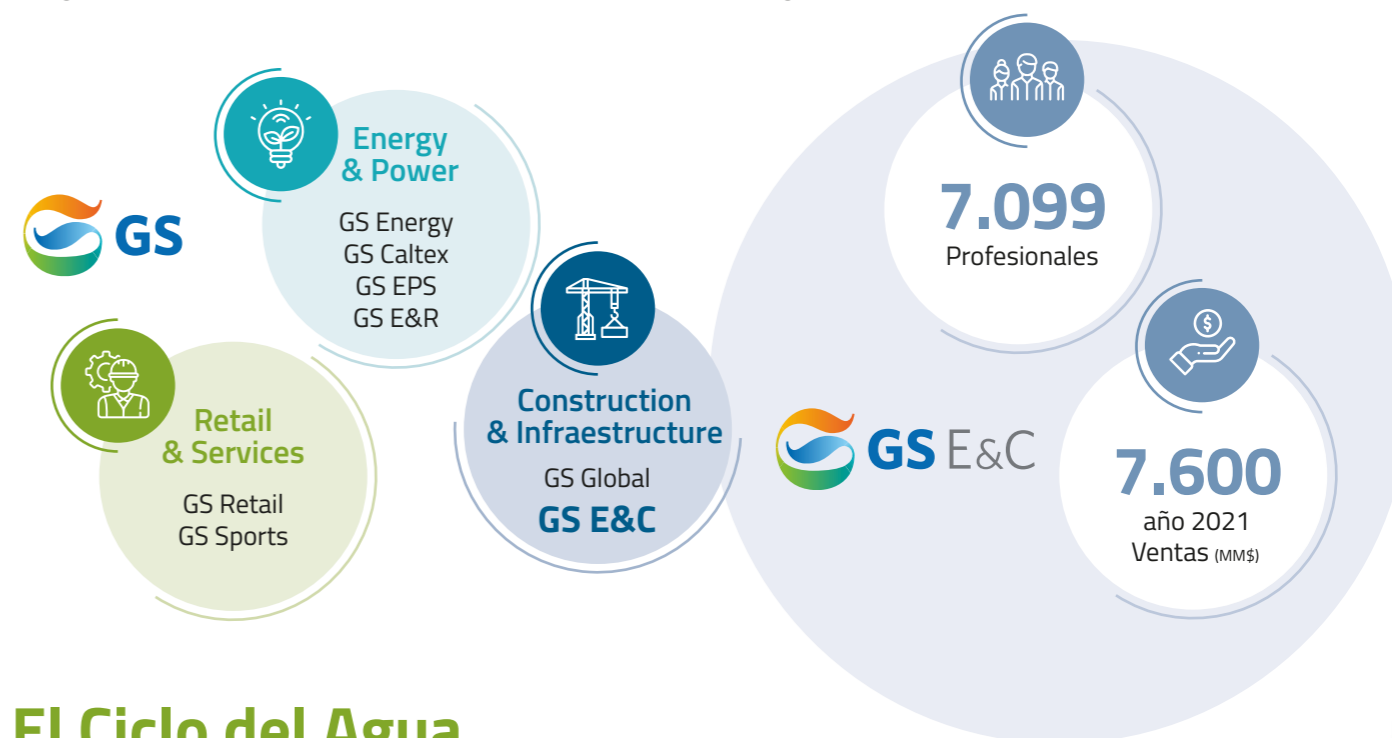 GS
Energy
& Power
GS Energy
GS Caltex
GS EPS
GS E&R
Retail
& Services
GS Retail
GS Sports
Construction
& Infraestructure
GS Global
GS E&C
GS E&C
7.099
Profesionales
7.600
año 2021
Ventas (MM$)
El Ciclo del Agua